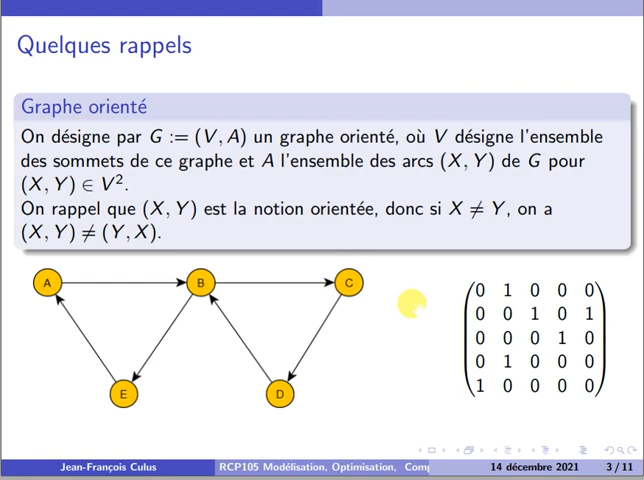 Quelques rappels
Graphe orienté
On désigne par G := (V, A) un graphe orienté, où V désigne l'ensemble
des sommets de ce graphe et A l'ensemble des arcs (X, Y) de G pour
(X, Y) ∈ V².
On rappel que (X, Y) est la notion orientée, donc si X ≠ Y, on a
(X, Y) ≠ (Y, X).
A B C
E D
0 1 0 0 0
0 0 1 0 1
0 0 0 1 0
0 1 0 0 0
1 0 0 0 0
Jean-François Culus RCP105 Modélisation, Optimisation, Comp 14 décembre 2021 3 / 11